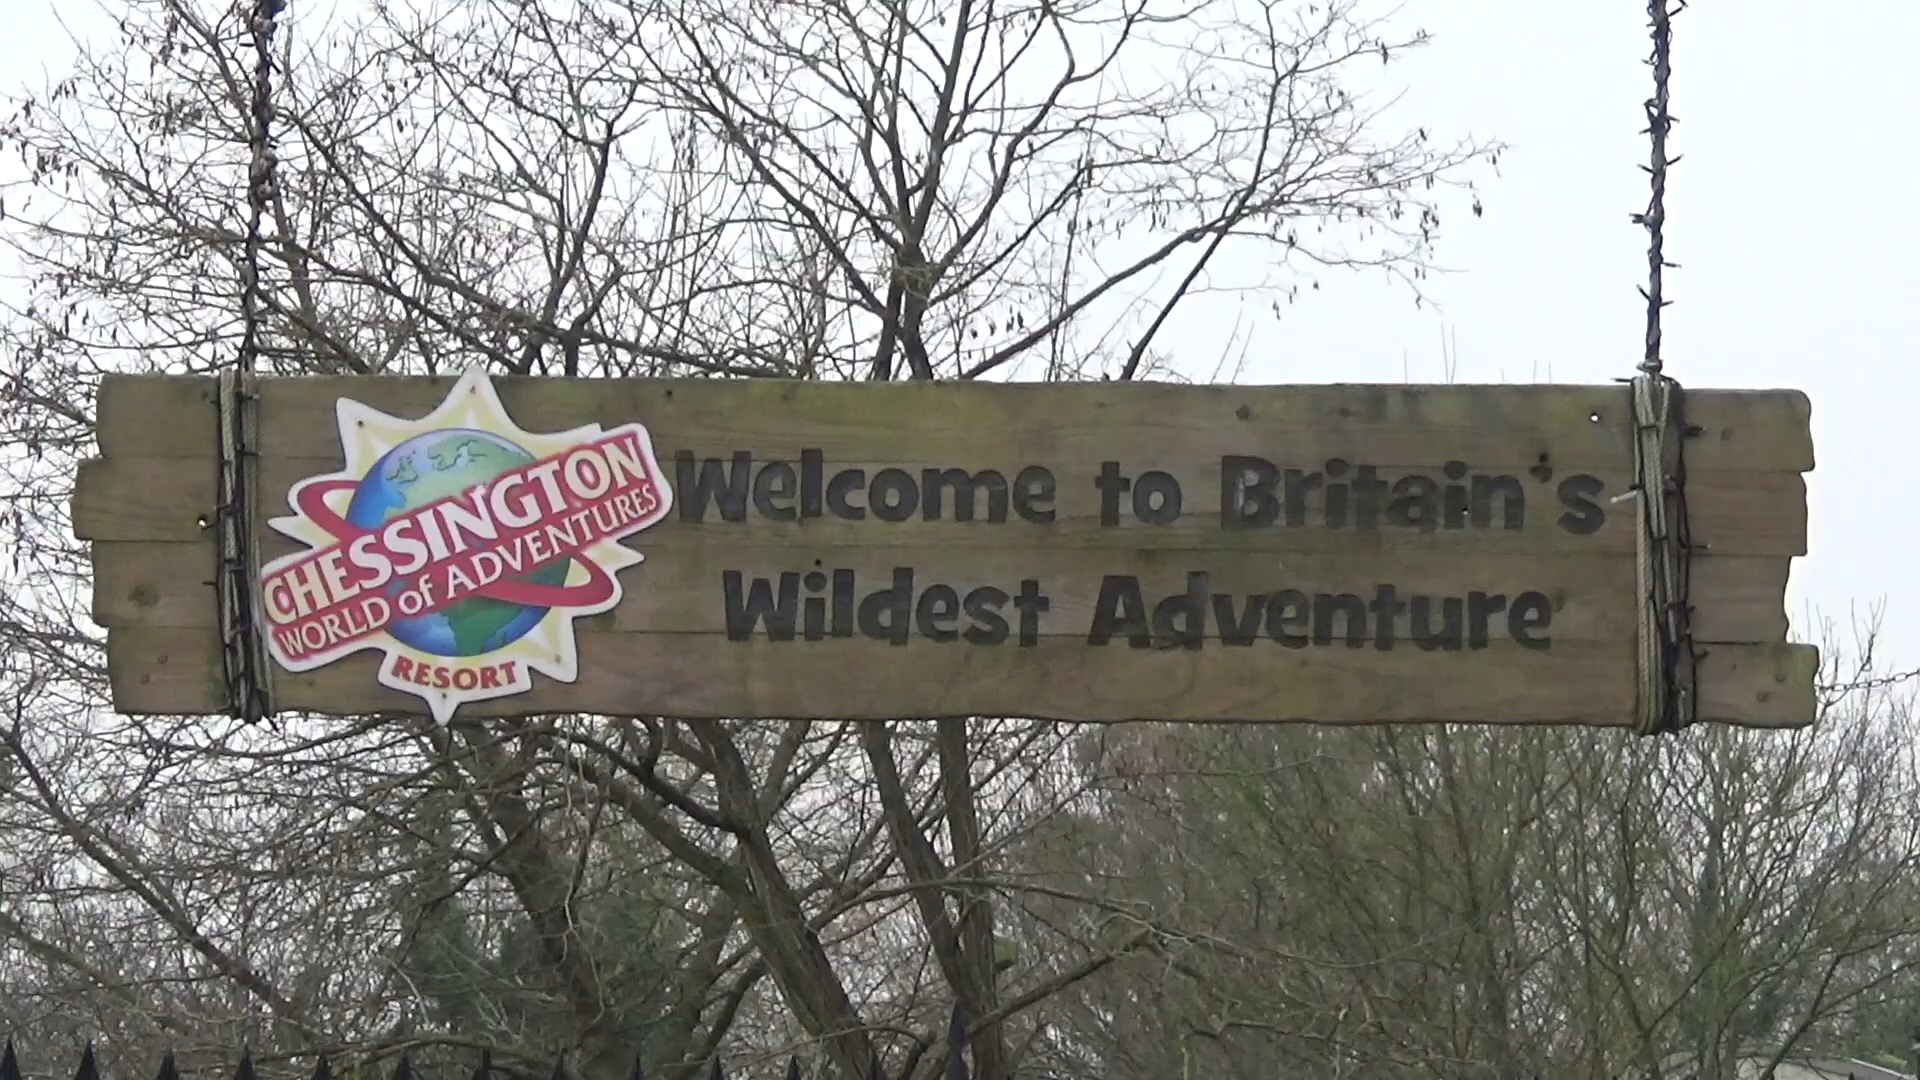 CHESSINGTON
WORLD of ADVENTURES
RESORT
Welcome to Britain's
Wildest Adventure